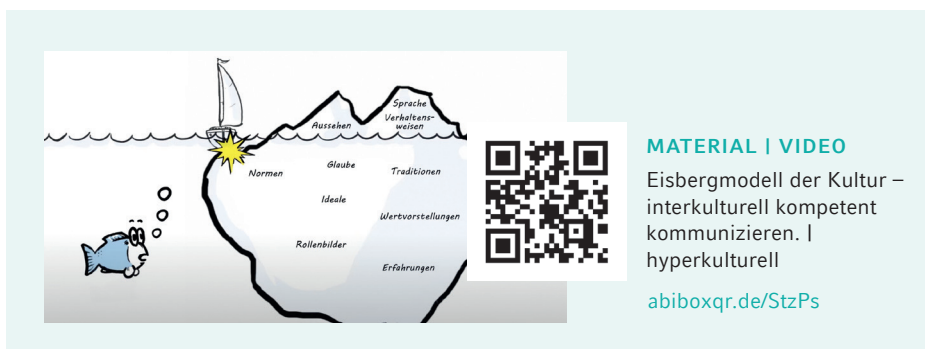 Sprache
Verhaltens-
weisen
Aussehen
Normen
Glaube
Traditionen
Ideale
Wertvorstellungen
Rollenbilder
Erfahrungen
MATERIAL | VIDEO
Eisbergmodell der Kultur –
interkulturell kompetent
kommunizieren. |
hyperkulturell
abiboxqr.de/StzPs